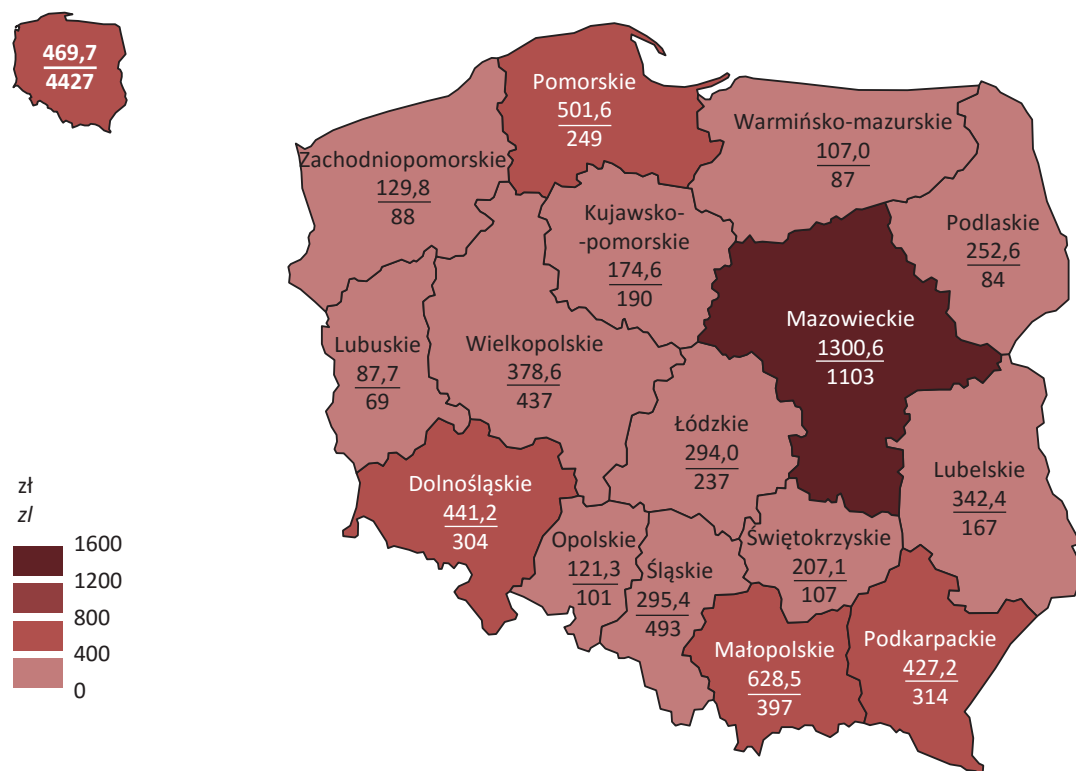 469,7
4427
Pomorskie
501,6
249
Warmińsko-mazurskie
107,0
87
Zachodniopomorskie
129,8
88
Kujawsko-
-pomorskie
174,6
190
Podlaskie
252,6
84
Mazowieckie
1300,6
1103
Lubuskie
87,7
69
Wielkopolskie
378,6
437
Łódzkie
294,0
237
Lubelskie
342,4
167
Dolnośląskie
441,2
304
Opolskie
121,3
101
Śląskie
295,4
493
Świętokrzyskie
207,1
107
Małopolskie
628,5
397
Podkarpackie
427,2
314
zł
zl
1600
1200
800
400
0